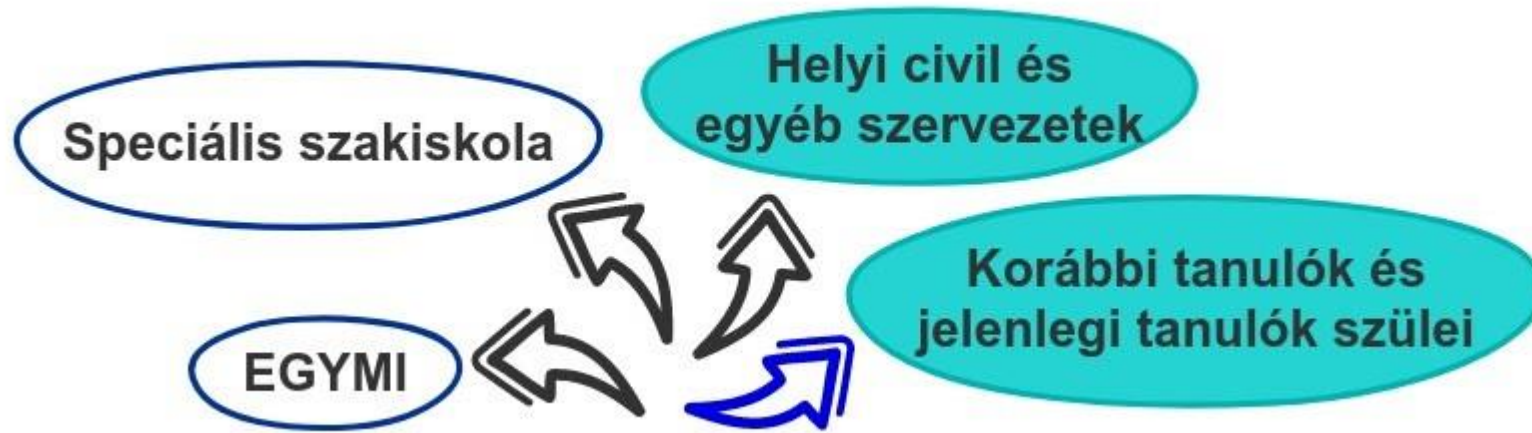 Speciális szakiskola
Helyi civil és
egyéb szervezetek
Korábbi tanulók és
jelenlegi tanulók szülei
EGYMI